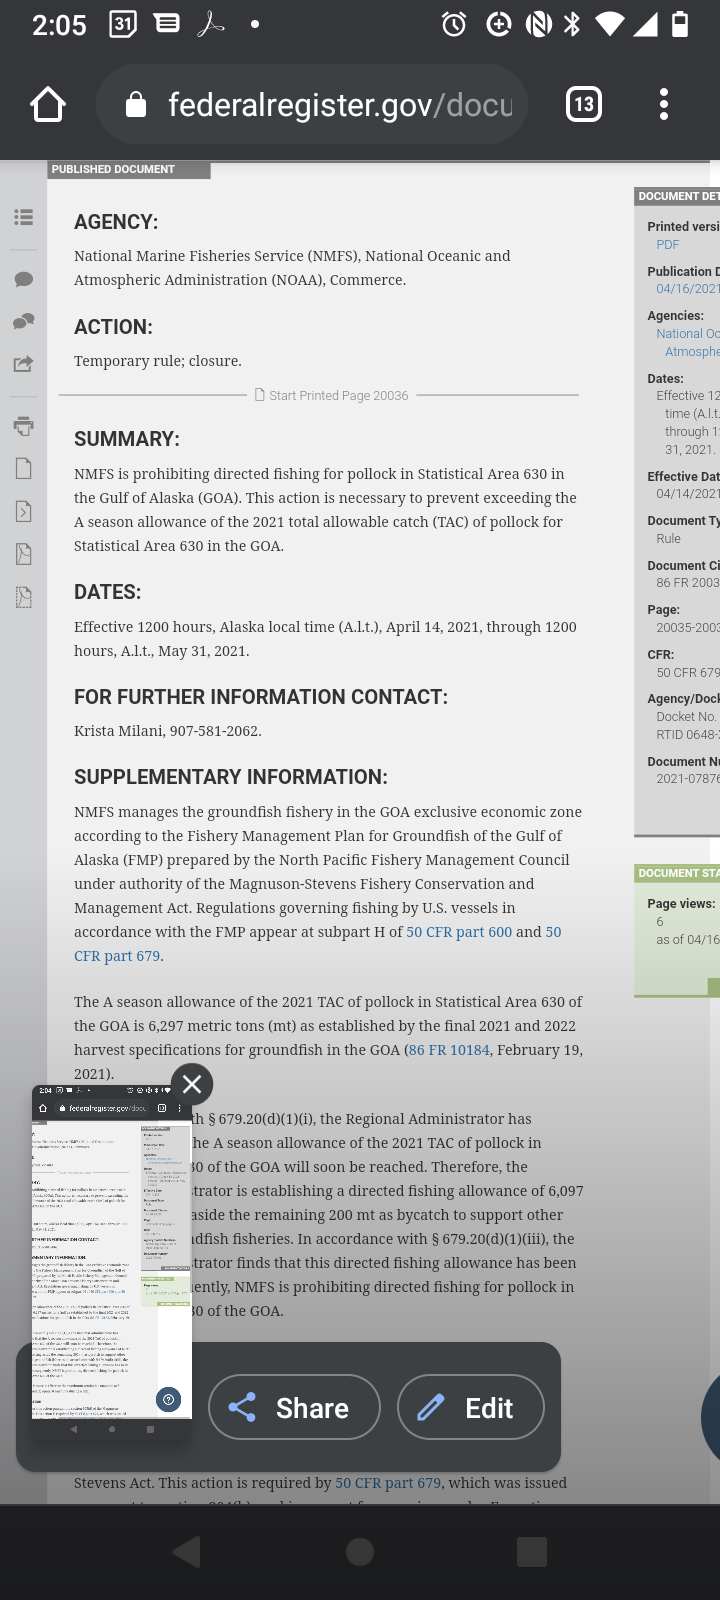 2:05
31
federalregister.gov/docu
13
PUBLISHED DOCUMENT
AGENCY:
National Marine Fisheries Service (NMFS), National Oceanic and
Atmospheric Administration (NOAA), Commerce.
ACTION:
Temporary rule; closure.
Start Printed Page 20036
SUMMARY:
NMFS is prohibiting directed fishing for pollock in Statistical Area 630 in
the Gulf of Alaska (GOA). This action is necessary to prevent exceeding the
A season allowance of the 2021 total allowable catch (TAC) of pollock for
Statistical Area 630 in the GOA.
DATES:
Effective 1200 hours, Alaska local time (A.l.t.), April 14, 2021, through 1200
hours, A.l.t., May 31, 2021.
FOR FURTHER INFORMATION CONTACT:
Krista Milani, 907-581-2062.
SUPPLEMENTARY INFORMATION:
NMFS manages the groundfish fishery in the GOA exclusive economic zone
according to the Fishery Management Plan for Groundfish of the Gulf of
Alaska (FMP) prepared by the North Pacific Fishery Management Council
under authority of the Magnuson-Stevens Fishery Conservation and
Management Act. Regulations governing fishing by U.S. vessels in
accordance with the FMP appear at subpart H of 50 CFR part 600 and 50
CFR part 679.
The A season allowance of the 2021 TAC of pollock in Statistical Area 630 of
the GOA is 6,297 metric tons (mt) as established by the final 2021 and 2022
harvest specifications for groundfish in the GOA (86 FR 10184, February 19,
2021).
th § 679.20(d)(1)(i), the Regional Administrator has
he A season allowance of the 2021 TAC of pollock in
30 of the GOA will soon be reached. Therefore, the
strator is establishing a directed fishing allowance of 6,097
aside the remaining 200 mt as bycatch to support other
ndfish fisheries. In accordance with § 679.20(d)(1)(iii), the
strator finds that this directed fishing allowance has been
uently, NMFS is prohibiting directed fishing for pollock in
30 of the GOA.
Share
Edit
Stevens Act. This action is required by 50 CFR part 679, which was issued
DOCUMENT DET
Printed versi
PDF
Publication D
04/16/2021
Agencies:
National Oc
Atmosphe
Dates:
Effective 12
time (A.l.t.
through 1
31, 2021.
Effective Dat
04/14/2021
Document Ty
Rule
Document Ci
86 FR 2003
Page:
20035-2003
CFR:
50 CFR 679
Agency/Dock
Docket No.
RTID 0648-
Document Nu
2021-07876
DOCUMENT STA
Page views:
6
as of 04/16
2:04
federalregister.gov/docu